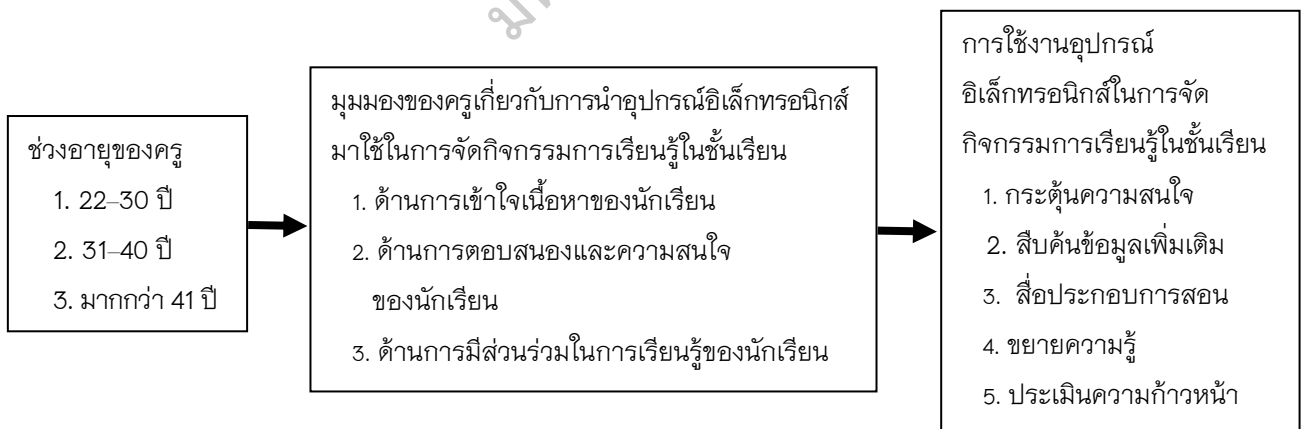 ช่วงอายุของครู
1. 22–30 ปี
2. 31–40 ปี
3. มากกว่า 41 ปี
มุมมองของครูเกี่ยวกับการนำอุปกรณ์อิเล็กทรอนิกส์
มาใช้ในการจัดกิจกรรมการเรียนรู้ในชั้นเรียน
1. ด้านการเข้าใจเนื้อหาของนักเรียน
2. ด้านการตอบสนองและความสนใจ
ของนักเรียน
3. ด้านการมีส่วนร่วมในการเรียนรู้ของนักเรียน
การใช้งานอุปกรณ์
อิเล็กทรอนิกส์ในการจัด
กิจกรรมการเรียนรู้ในชั้นเรียน
1. กระตุ้นความสนใจ
2. สืบค้นข้อมูลเพิ่มเติม
3. สื่อประกอบการสอน
4. ขยายความรู้
5. ประเมินความก้าวหน้า